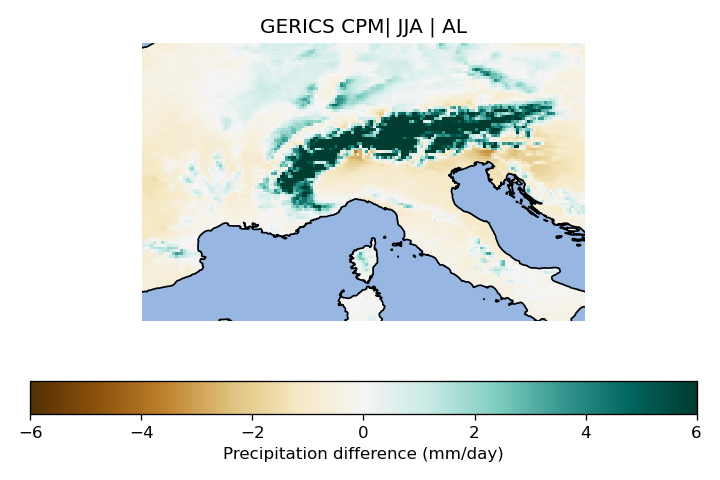 GERICS CPM| JJA | AL
−6 −4 −2 0 2 4 6
Precipitation difference (mm/day)